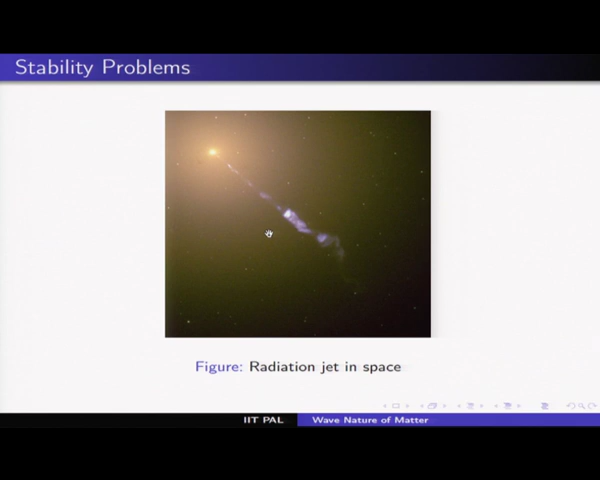 Stability Problems
Figure: Radiation jet in space
IIT PAL Wave Nature of Matter